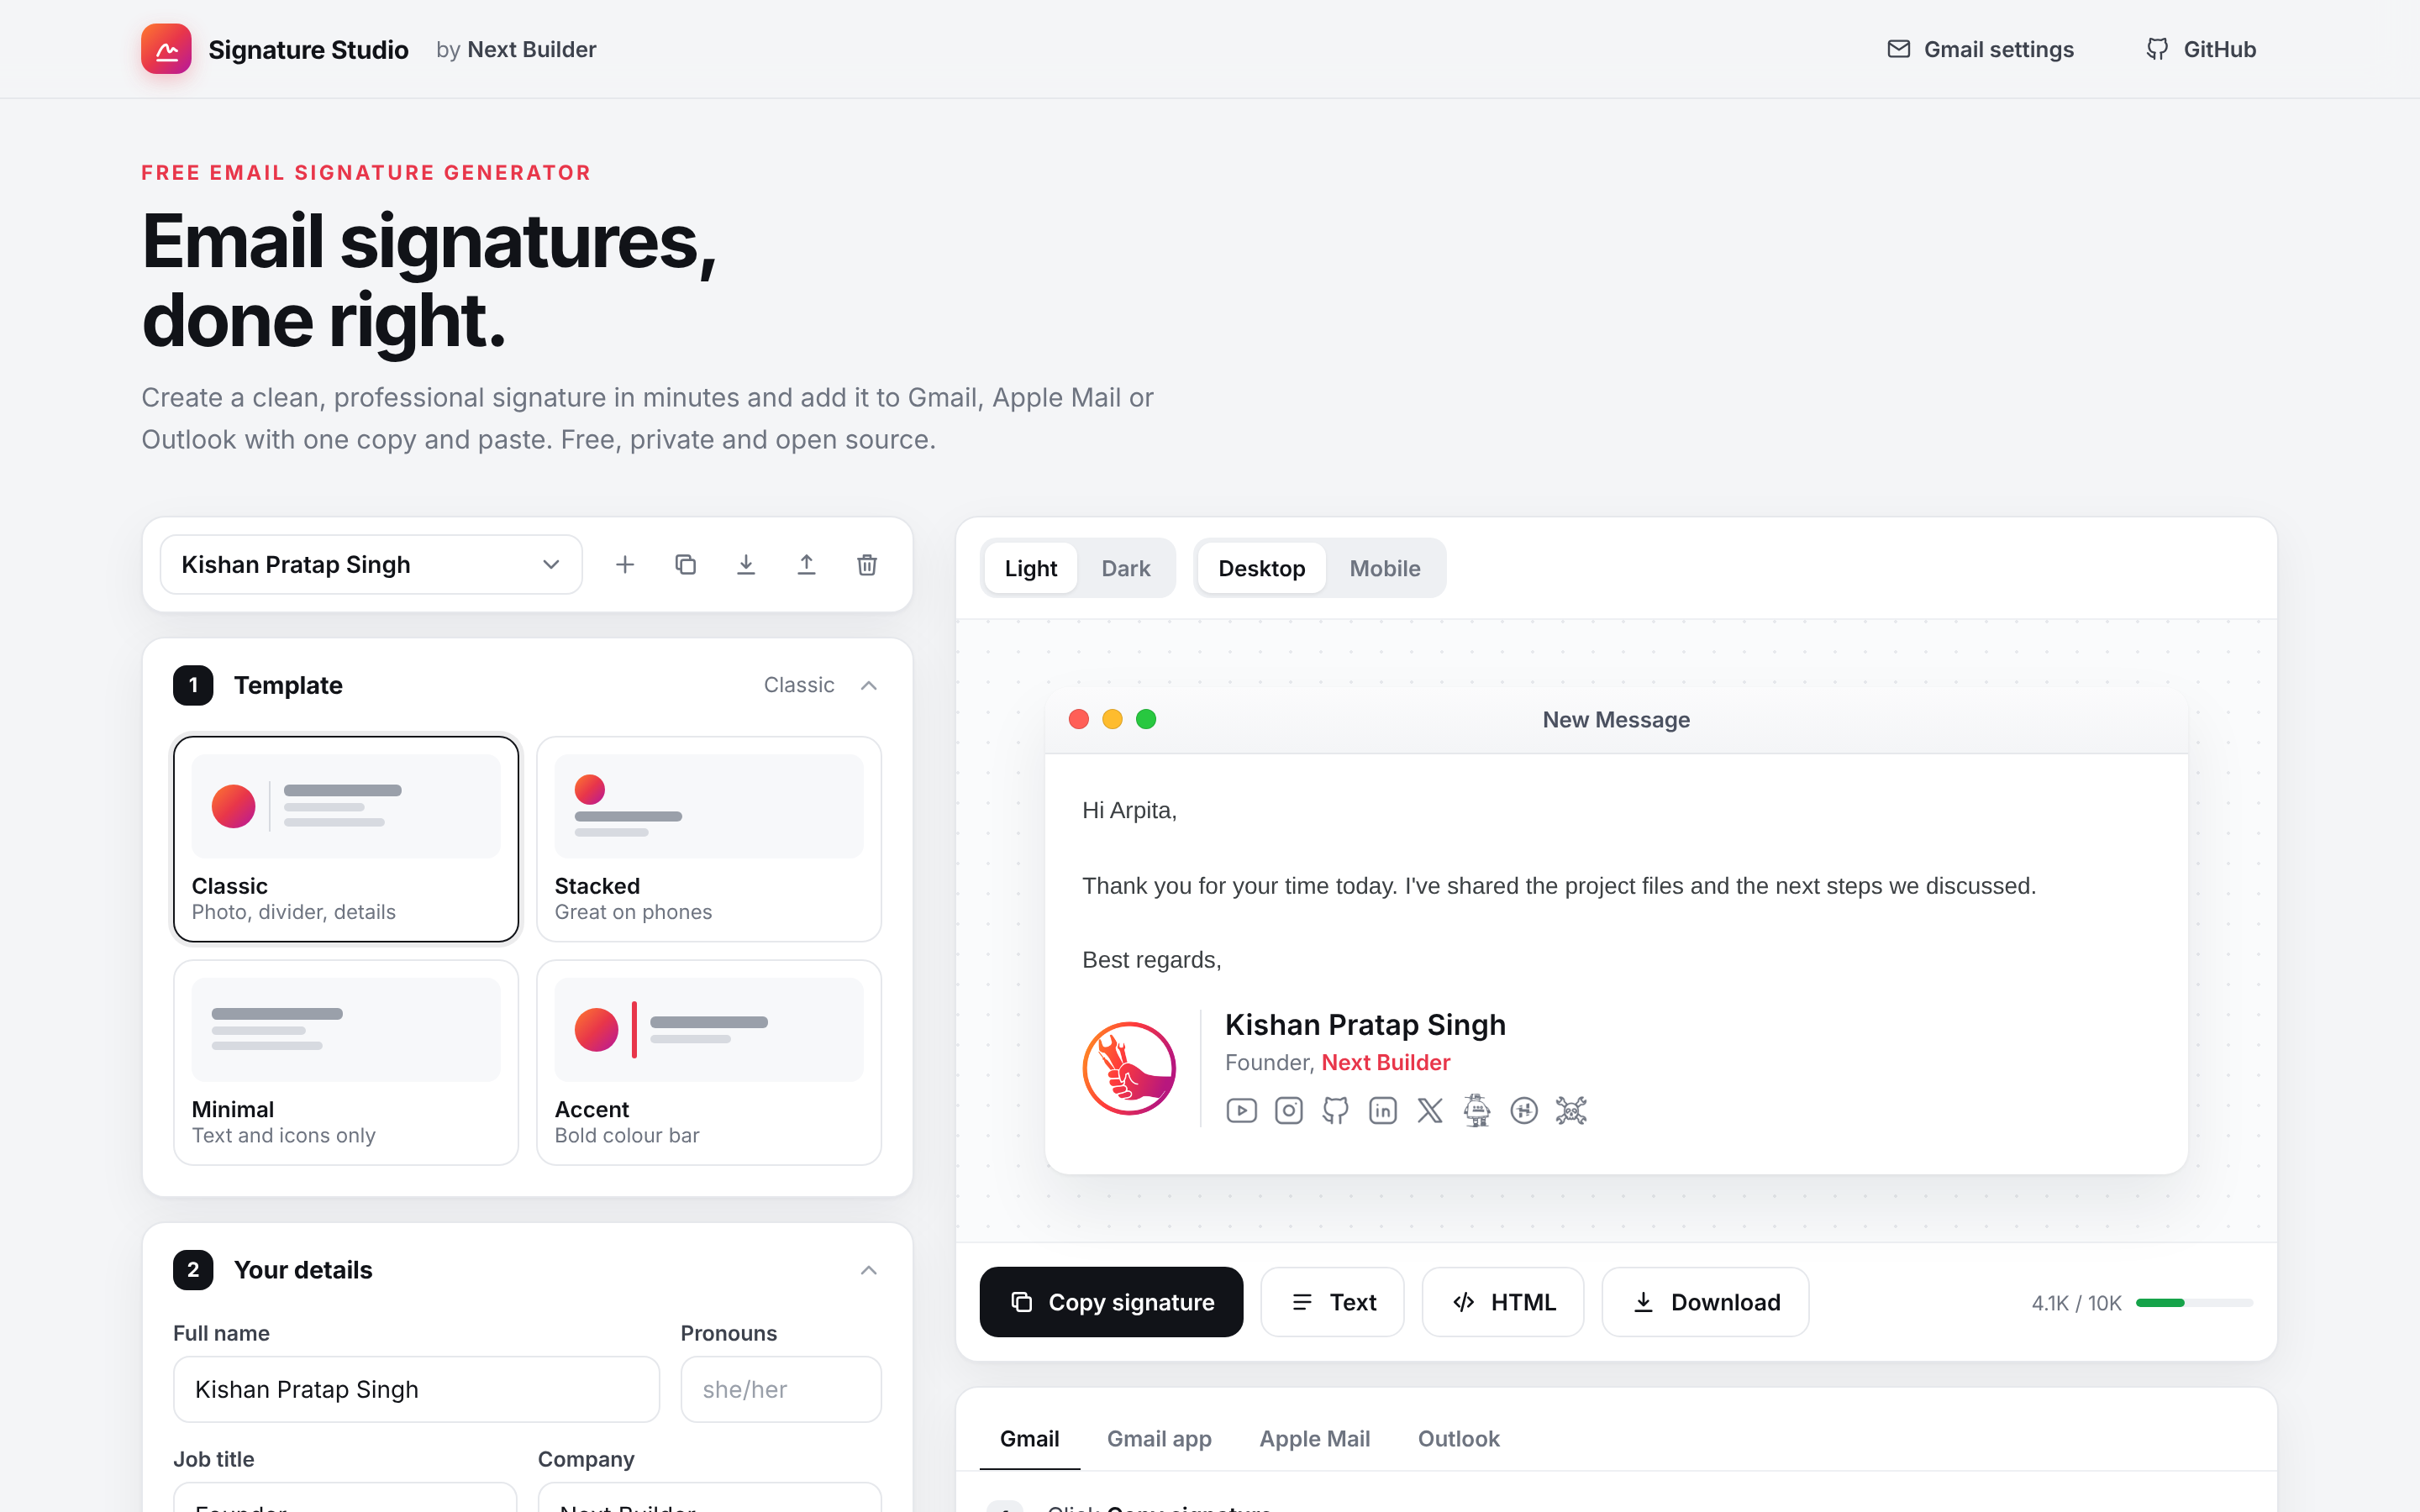 Signature Studio by Next Builder
Gmail settings
GitHub
FREE EMAIL SIGNATURE GENERATOR
Email signatures,
done right.
Create a clean, professional signature in minutes and add it to Gmail, Apple Mail or
Outlook with one copy and paste. Free, private and open source.
Kishan Pratap Singh
1 Template Classic
Classic
Photo, divider, details
Stacked
Great on phones
Minimal
Text and icons only
Accent
Bold colour bar
2 Your details
Full name
Pronouns
Kishan Pratap Singh
she/her
Job title
Company
Founder
Next Builder
Light Dark
Desktop Mobile
New Message
Hi Arpita,
Thank you for your time today. I've shared the project files and the next steps we discussed.
Best regards,
Kishan Pratap Singh
Founder, Next Builder
Copy signature
Text
HTML
Download
4.1K / 10K
Gmail Gmail app Apple Mail Outlook
Click Copy signature